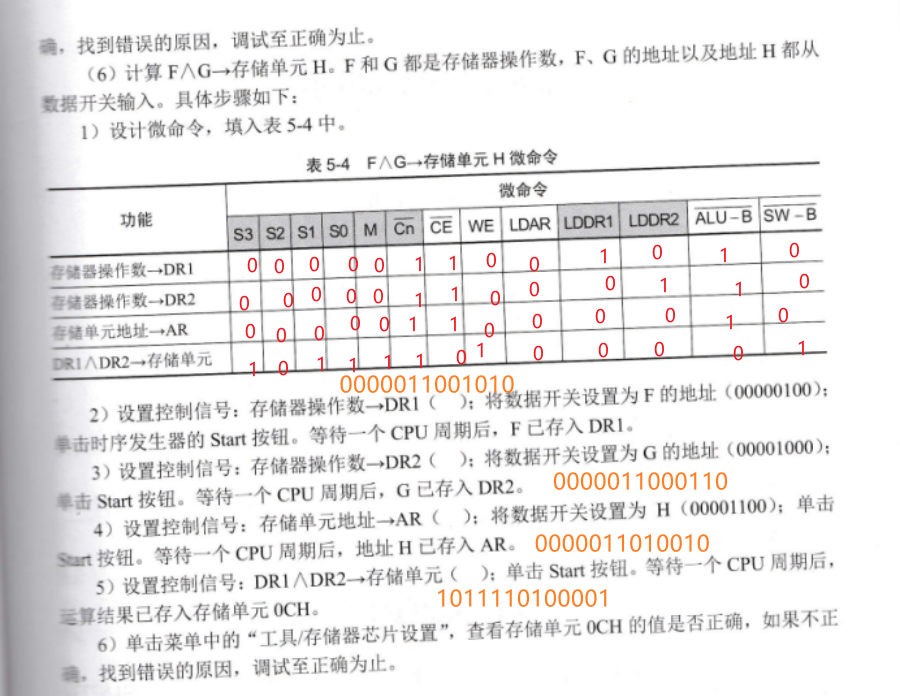 确，找到错误的原因，调试至正确为止。
（6）计算 F∧G→存储单元 H。F 和 G 都是存储器操作数，F、G 的地址以及地址 H 都从
数据开关输入。具体步骤如下：
1）设计微命令，填入表 5-4 中。
表 5-4 F∧G→存储单元 H 微命令
功能 微命令
S3 S2 S1 S0 M C̅n̅ C̅E̅ WE LDAR LDDR1 LDDR2 A̅L̅U̅-̅B̅ S̅W̅-̅B̅
存储器操作数→DR1 0 0 0 0 0 1 1 0 0 1 0 1 0
存储器操作数→DR2 0 0 0 0 0 1 1 0 0 0 1 1 0
存储单元地址→AR 0 0 0 0 0 1 1 0 0 0 0 1 0
DR1∧DR2→存储单元 1 0 1 1 1 1 0 1 0 0 0 0 1
0000011001010
2）设置控制信号：存储器操作数→DR1（ ）；将数据开关设置为 F 的地址（00000100）；
单击时序发生器的 Start 按钮。等待一个 CPU 周期后，F 已存入 DR1。
3）设置控制信号：存储器操作数→DR2（ ）；将数据开关设置为 G 的地址（00001000）；
单击 Start 按钮。等待一个 CPU 周期后，G 已存入 DR2。 0000011000110
4）设置控制信号：存储单元地址→AR（ ）；将数据开关设置为 H（00001100）；单击
Start 按钮。等待一个 CPU 周期后，地址 H 已存入 AR。 0000011010010
5）设置控制信号：DR1∧DR2→存储单元（ ）；单击 Start 按钮。等待一个 CPU 周期后，
运算结果已存入存储单元 0CH。 1011110100001
6）单击菜单中的“工具/存储器芯片设置”，查看存储单元 0CH 的值是否正确，如果不正
确，找到错误的原因，调试至正确为止。